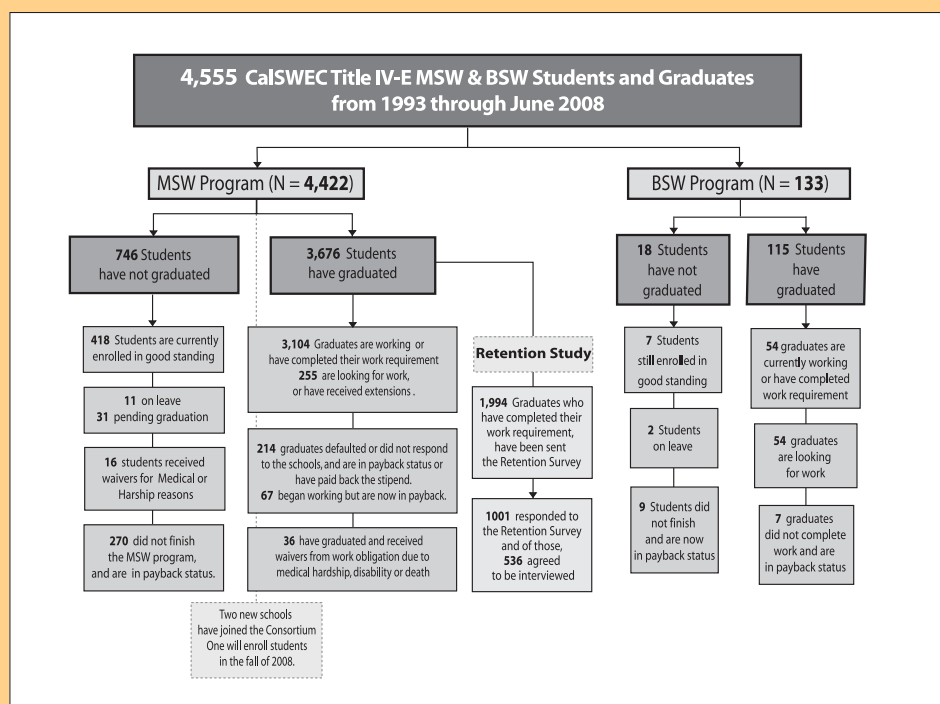 4,555 CalSWEC Title IV-E MSW & BSW Students and Graduates
from 1993 through June 2008
MSW Program (N = 4,422)
BSW Program (N = 133)
746 Students
have not graduated
3,676 Students
have graduated
18 Students
have not
graduated
115 Students
have
graduated
418 Students are currently
enrolled in good standing
11 on leave
31 pending graduation
16 students received
waivers for Medical or
Harship reasons
270 did not finish
the MSW program,
and are in payback status.
3,104 Graduates are working or
have completed their work requirement
255 are looking for work,
or have received extensions .
214 graduates defaulted or did not respond
to the schools, and are in payback status or
have paid back the stipend.
67 began working but are now in payback.
36 have graduated and received
waivers from work obligation due to
medical hardship, disability or death
Two new schools
have joined the Consortium
One will enroll students
in the fall of 2008.
Retention Study
1,994 Graduates who
have completed their
work requirement,
have been sent
the Retention Survey
1001 responded to
the Retention Survey
and of those,
536 agreed
to be interviewed
7 Students
still enrolled in
good standing
2 Students
on leave
9 Students did
not finish
and are now
in payback status
54 graduates are
currently working
or have completed
work requirement
54 graduates
are looking
for work
7 graduates
did not complete
work and are
in payback status